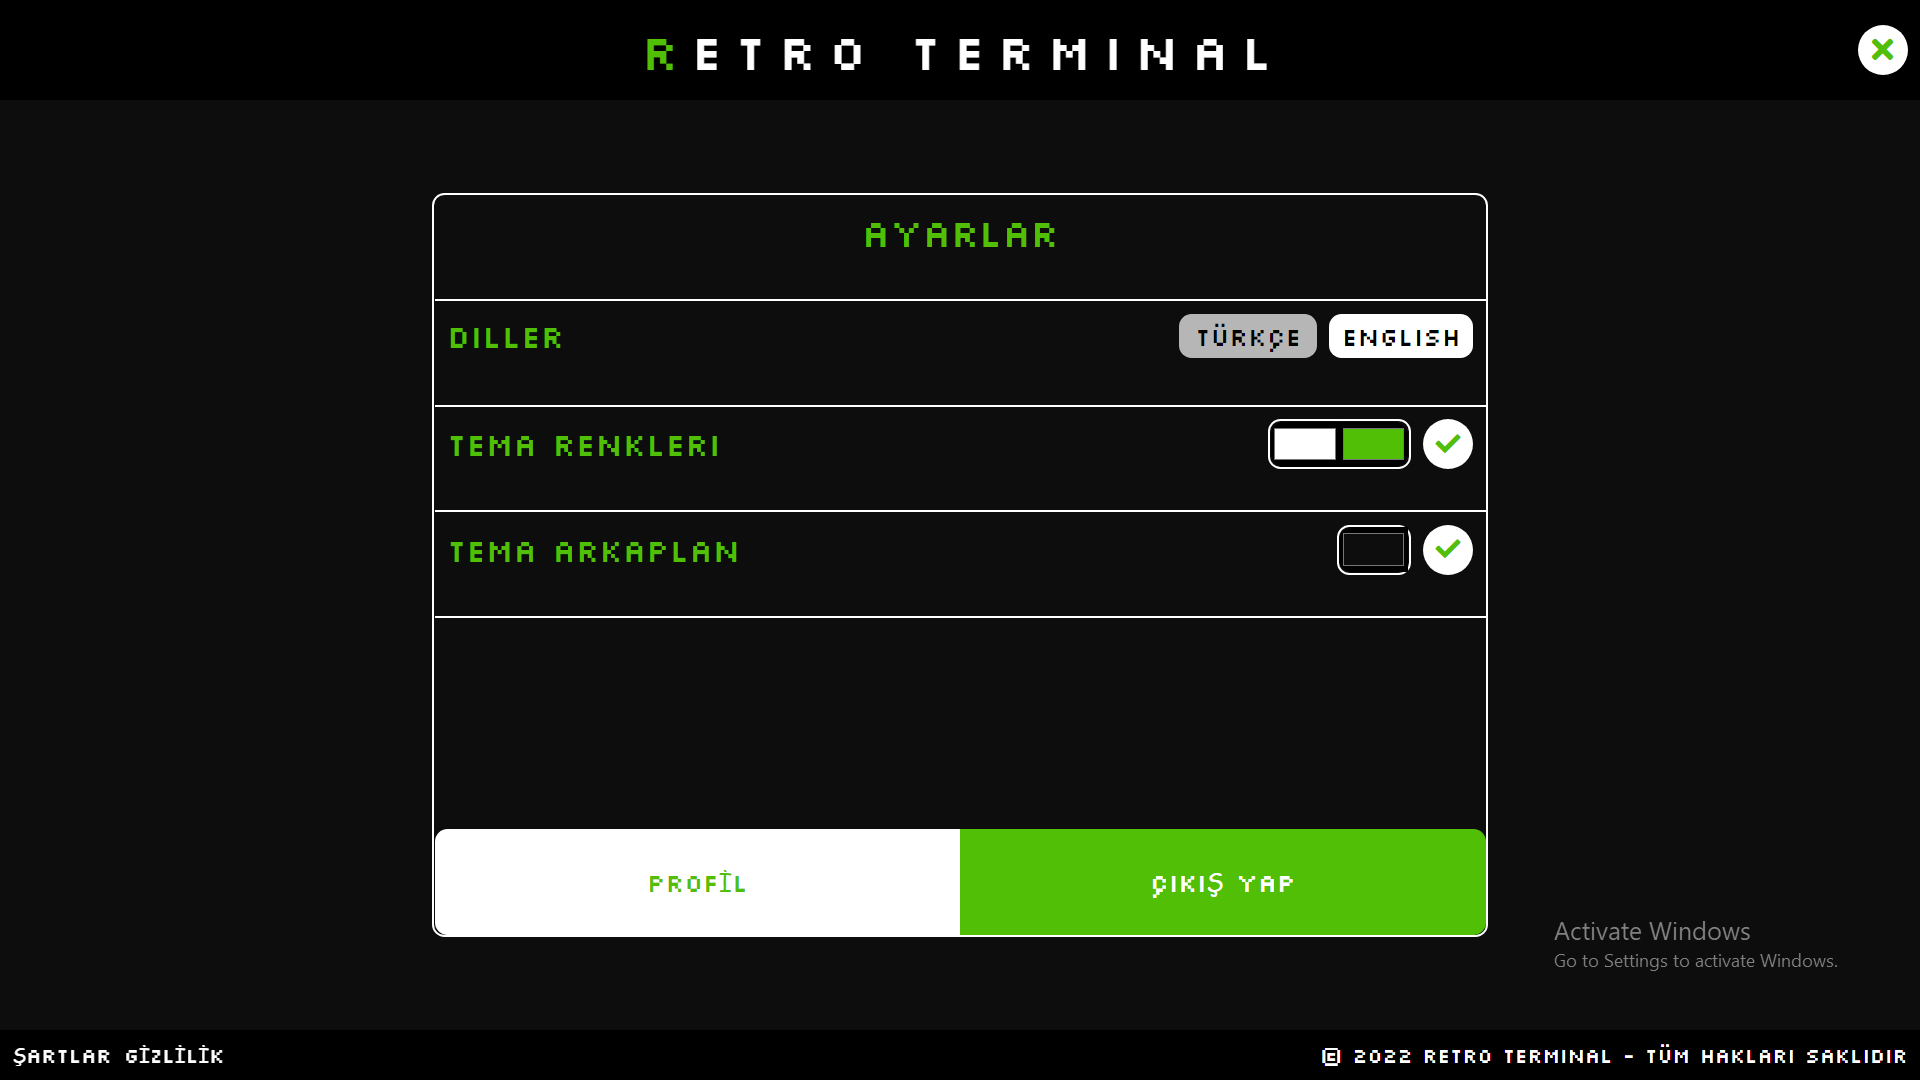 RETRO TERMINAL
AYARLAR
DILLER
TÜRKÇE ENGLISH
TEMA RENKLERI
TEMA ARKAPLAN
PROFİL ÇIKIŞ YAP
Activate Windows
Go to Settings to activate Windows.
ŞARTLAR GİZLİLİK
© 2022 RETRO TERMINAL - TÜM HAKLARI SAKLIDIR